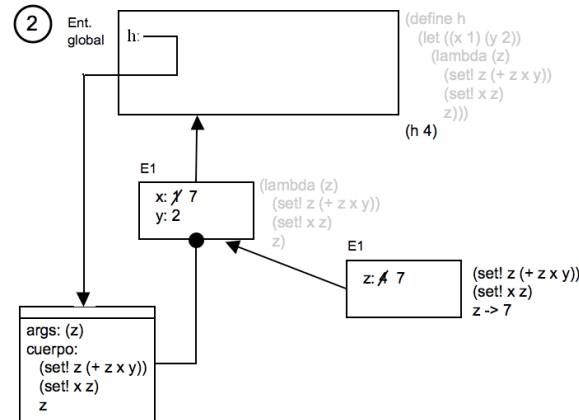 2
Ent.
global
h:
(define h
(let ((x 1) (y 2))
(lambda (z)
(set! z (+ z x y))
(set! x z)
z)))
(h 4)
E1
x: 1 7
y: 2
(lambda (z)
(set! z (+ z x y))
(set! x z)
z)
E1
z: 4 7
(set! z (+ z x y))
(set! x z)
z -> 7
args: (z)
cuerpo:
(set! z (+ z x y))
(set! x z)
z